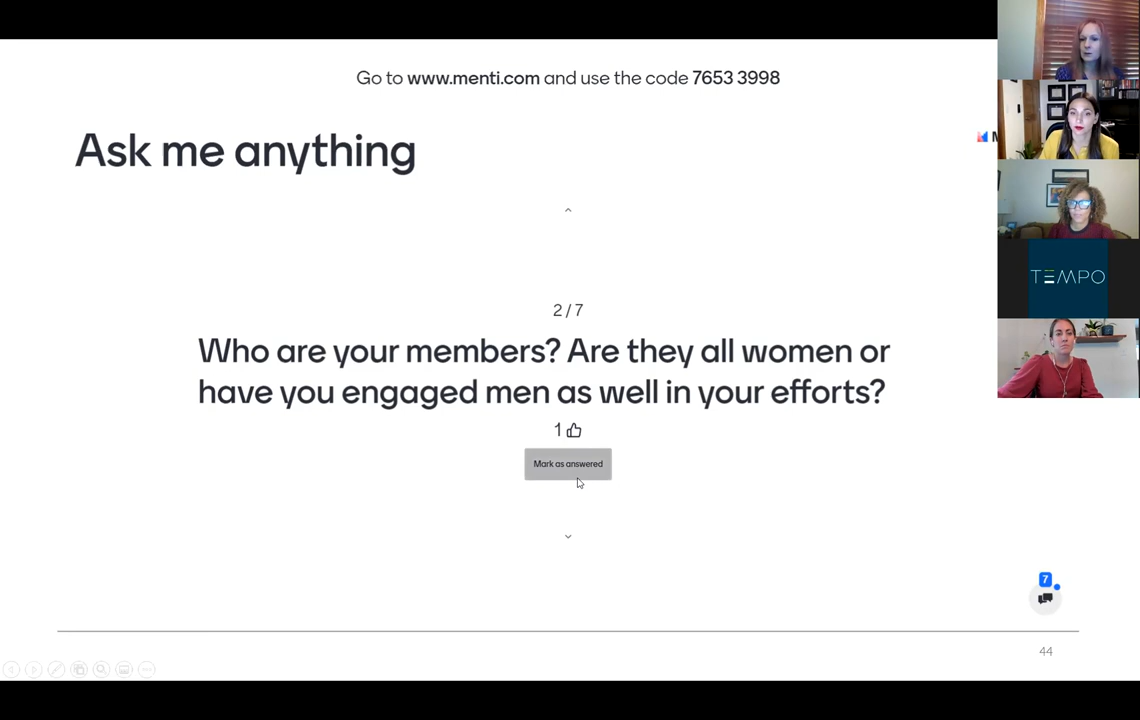 Go to www.menti.com and use the code 7653 3998
Ask me anything
M
TEMPO
2 / 7
Who are your members? Are they all women or
have you engaged men as well in your efforts?
1
Mark as answered
7
44